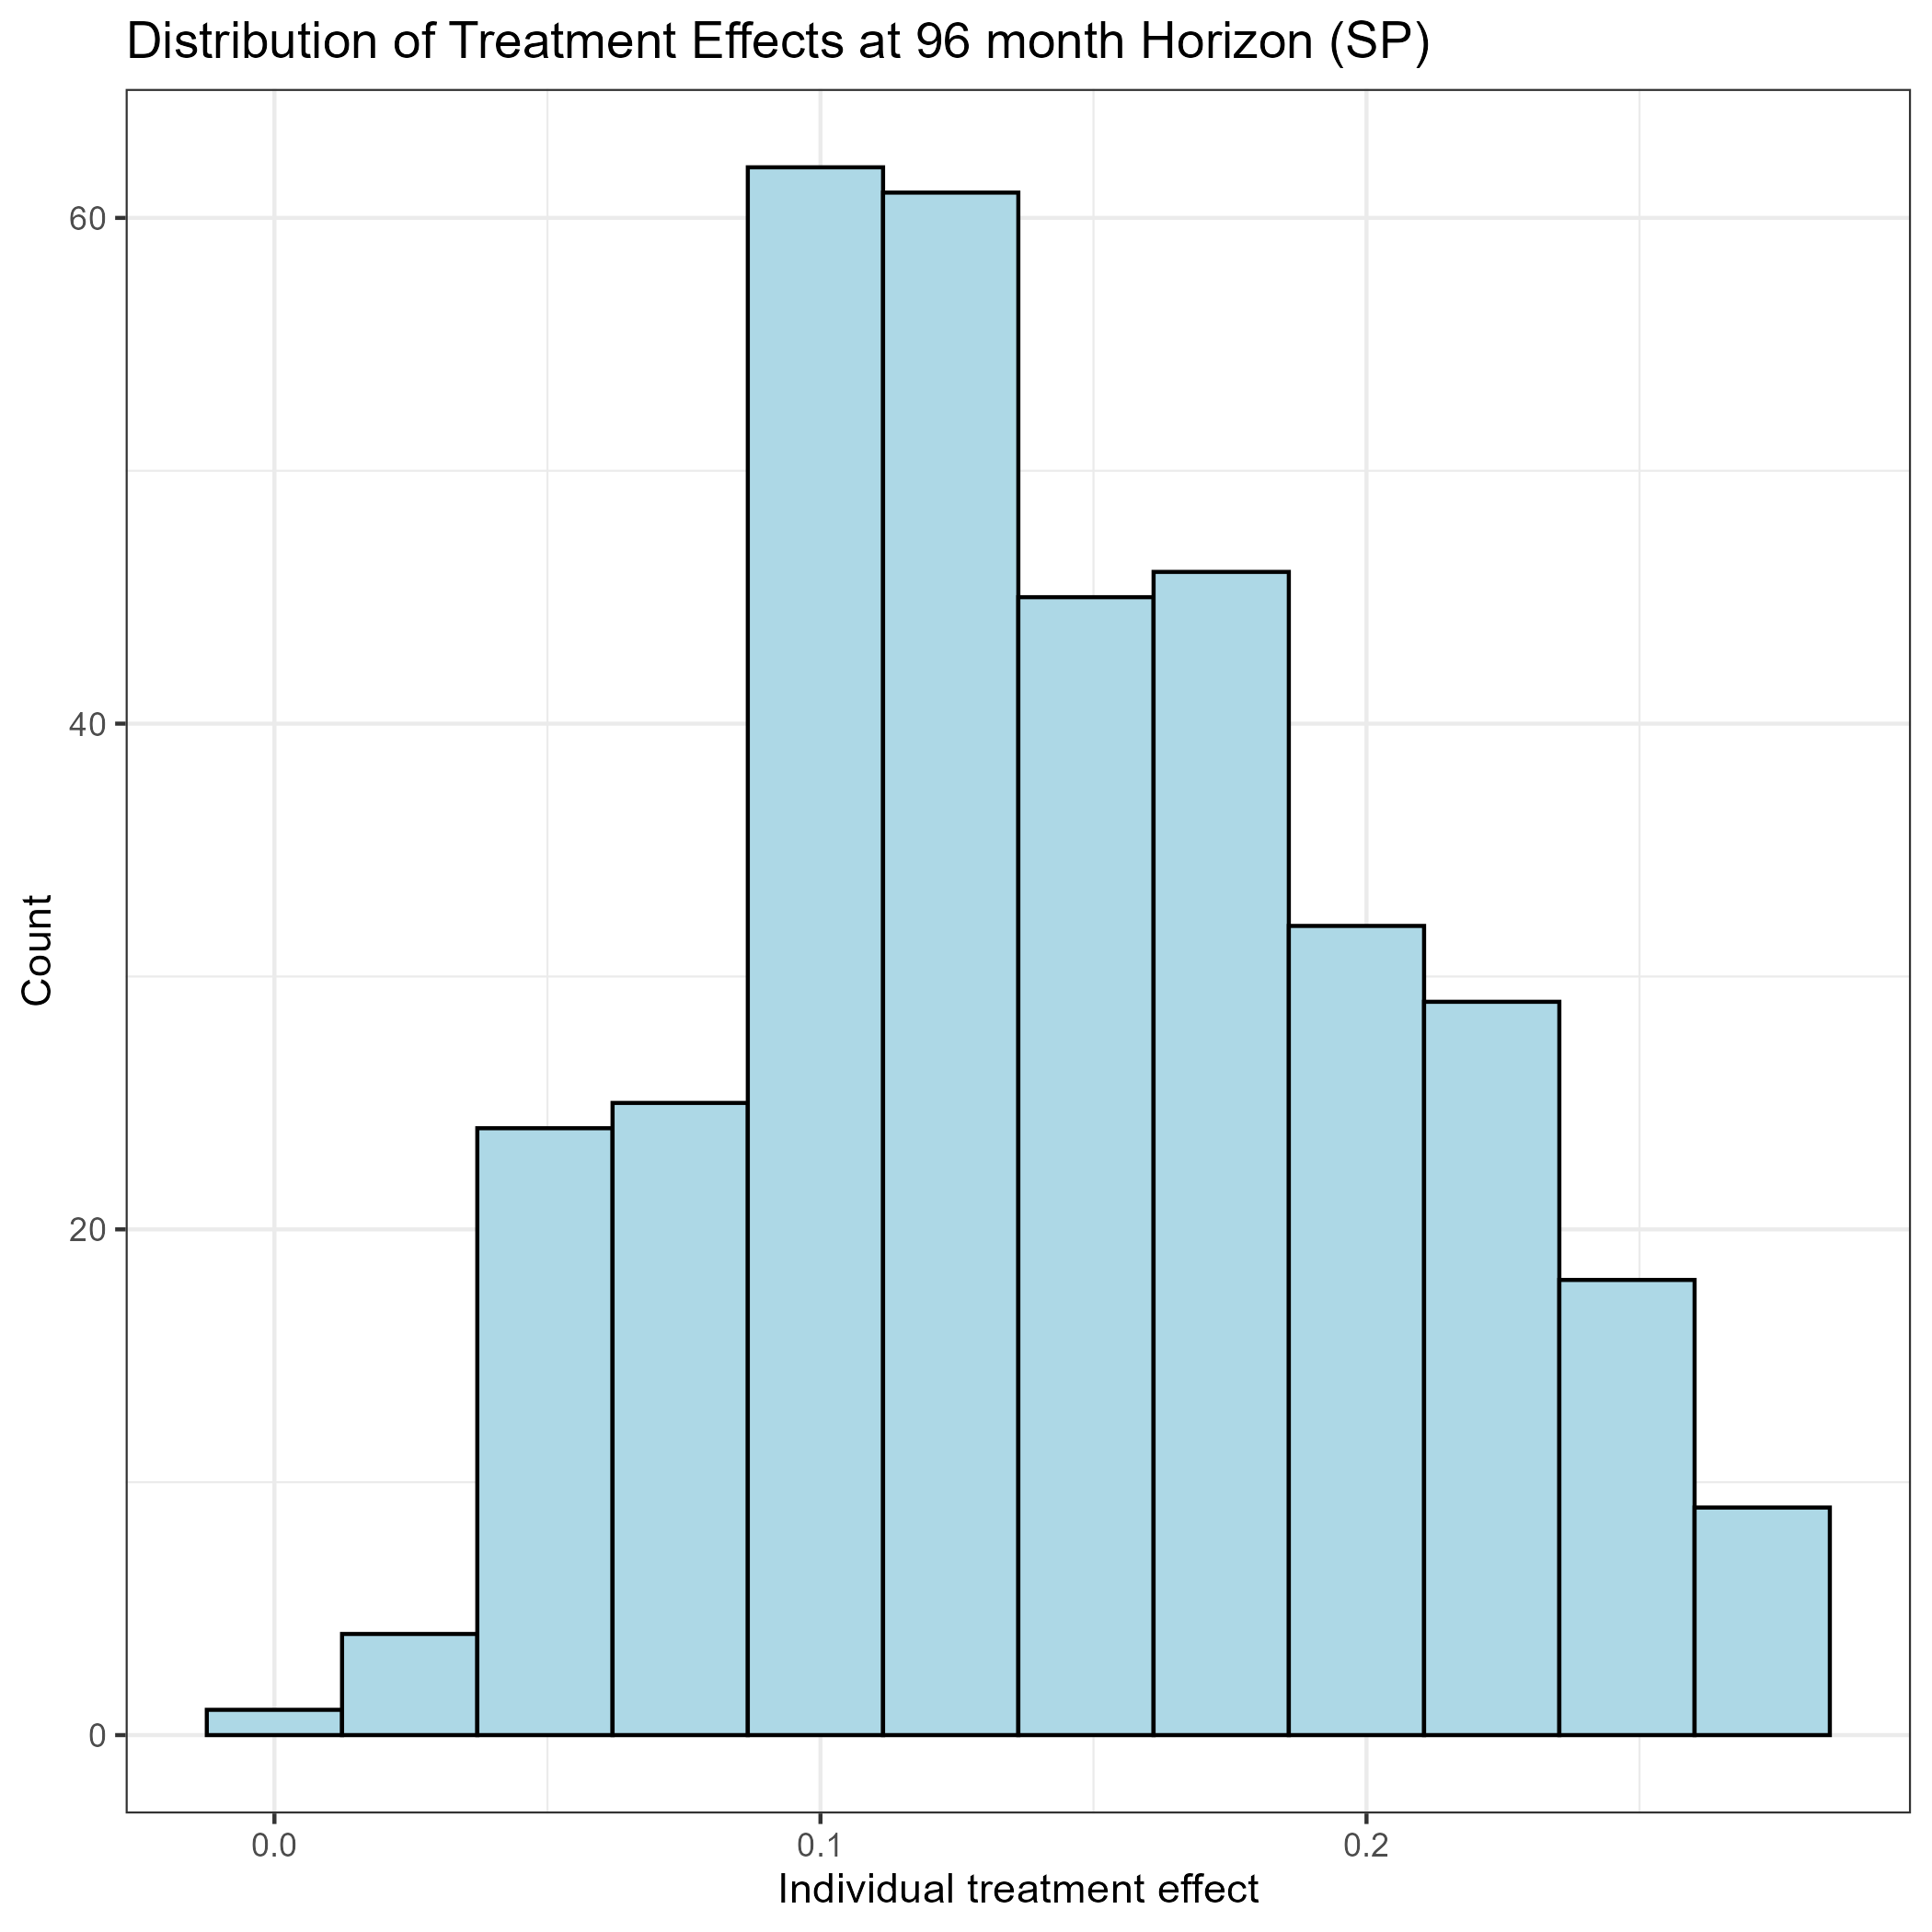 Distribution of Treatment Effects at 96 month Horizon (SP)
60
40
20
0
Count
0.0 0.1 0.2
Individual treatment effect